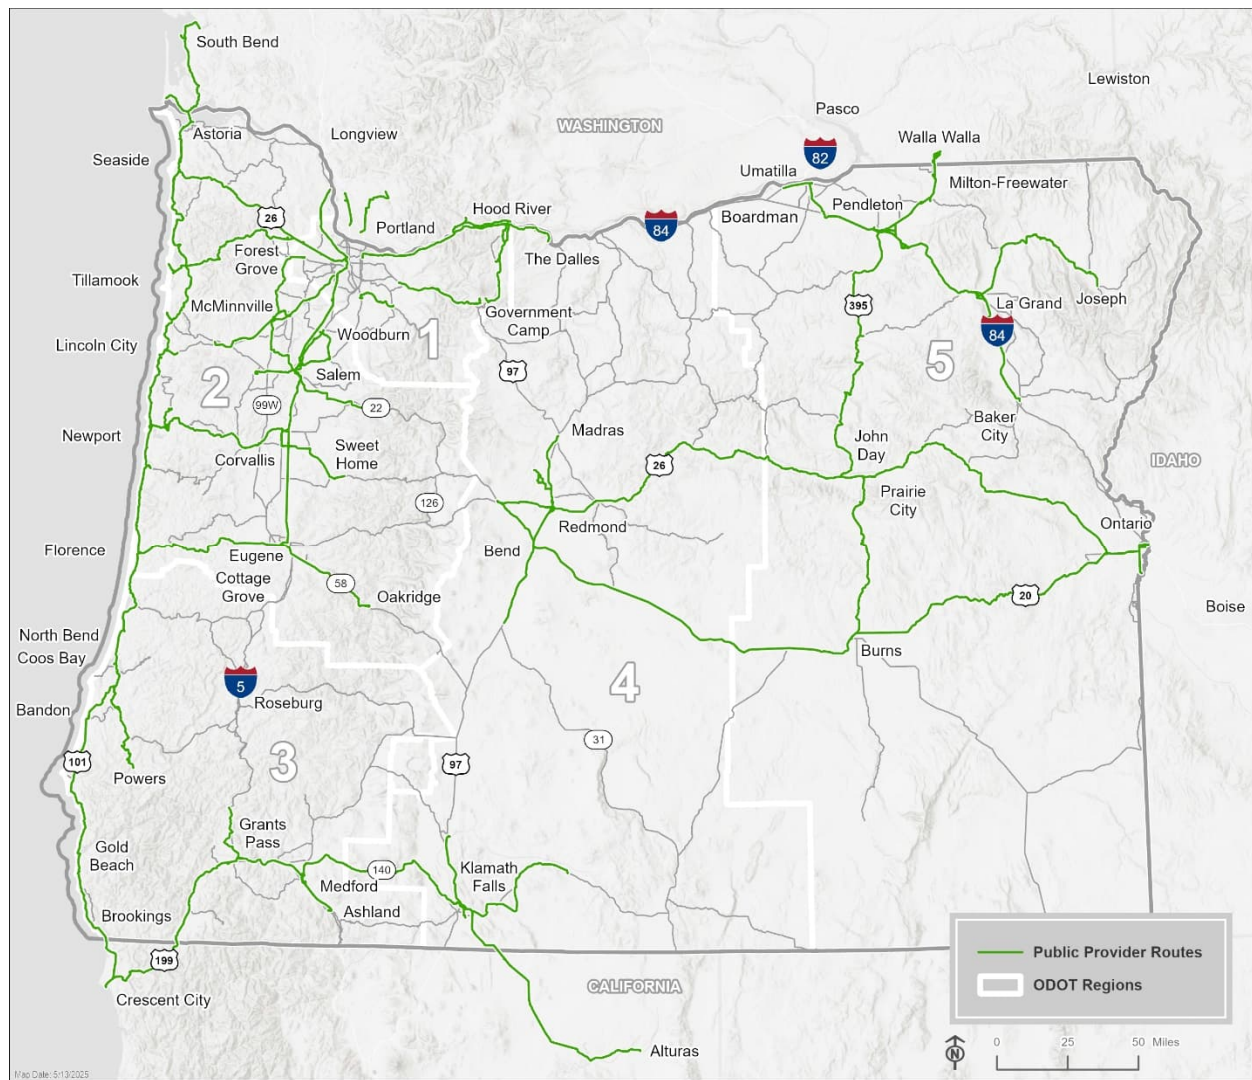 South Bend
Lewiston
Pasco
WASHINGTON
Astoria
Longview
Walla Walla
82
Seaside
Umatilla
Milton-Freewater
Hood River
Pendleton
26
Portland
84
Boardman
Forest
Grove
The Dalles
Tillamook
La Grand
Joseph
McMinnville
395
Government
Camp
84
Woodburn
1
Lincoln City
5
Salem
97
2
99W
22
Baker
City
Newport
Madras
John
Day
Sweet
Home
Corvallis
26
IDAHO
Prairie
City
126
Redmond
Ontario
Florence
Eugene
Bend
Cottage
Grove
58
Oakridge
20
Boise
North Bend
Coos Bay
Burns
5
4
Bandon
Roseburg
31
101
3
97
Powers
Grants
Pass
Gold
Beach
140
Klamath
Falls
Medford
Ashland
Brookings
199
CALIFORNIA
Crescent City
Alturas
Public Provider Routes
ODOT Regions
N
0 25 50 Miles
Map Date: 5/13/2025